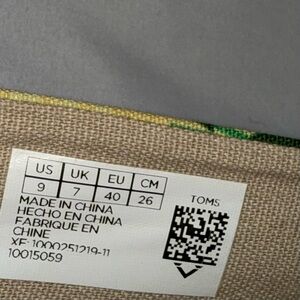 US UK EU CM
9 7 40 26
TOMS
MADE IN CHINA
HECHO EN CHINA
FABRIQUE EN
CHINE
XF: 1000251219-11
10015059